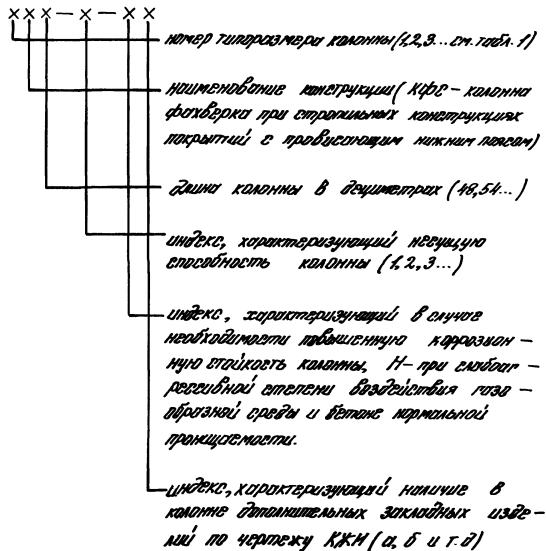 ×××-×-××
номер типоразмера колонны (1,2,3... см. табл. 1)
наименование конструкции (КФЕ - колонна
фахверка при стропильных конструкциях
покрытий с провисающим нижним поясом)
длина колонны в дециметрах (48,54...)
индекс, характеризующий несущую
способность колонны (1,2,3...)
индекс, характеризующий в случае
необходимости повышенную коррозион-
ную стойкость колонны, Н-при слабоаг-
рессивной степени воздействия газо-
образной среды и бетоне нормальной
проницаемости.
индекс, характеризующий наличие в
колонне дополнительных закладных изде-
лий по чертежу КЖИ (а, б и т.д)